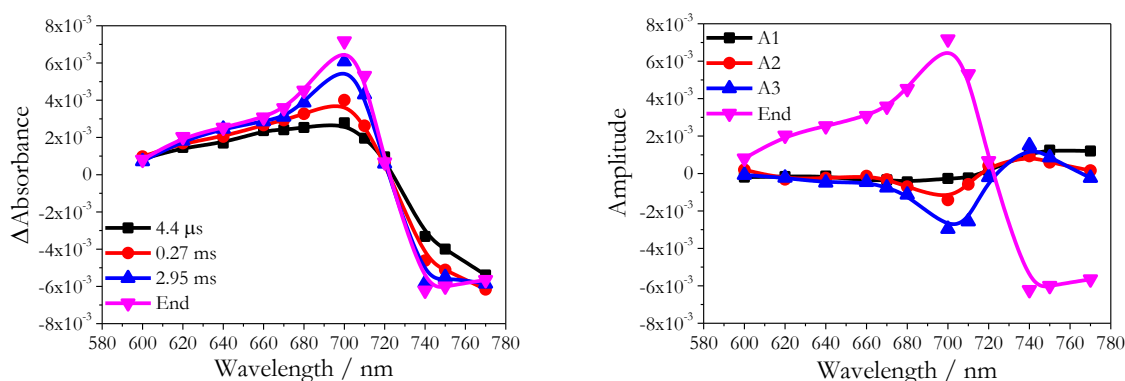 8x10⁻³
6x10⁻³
4x10⁻³
2x10⁻³
0
-2x10⁻³
-4x10⁻³
-6x10⁻³
-8x10⁻³
ΔAbsorbance
4.4 μs
0.27 ms
2.95 ms
End
580 600 620 640 660 680 700 720 740 760 780
Wavelength / nm
8x10⁻³
6x10⁻³
4x10⁻³
2x10⁻³
0
-2x10⁻³
-4x10⁻³
-6x10⁻³
-8x10⁻³
Amplitude
A1
A2
A3
End
580 600 620 640 660 680 700 720 740 760 780
Wavelength / nm